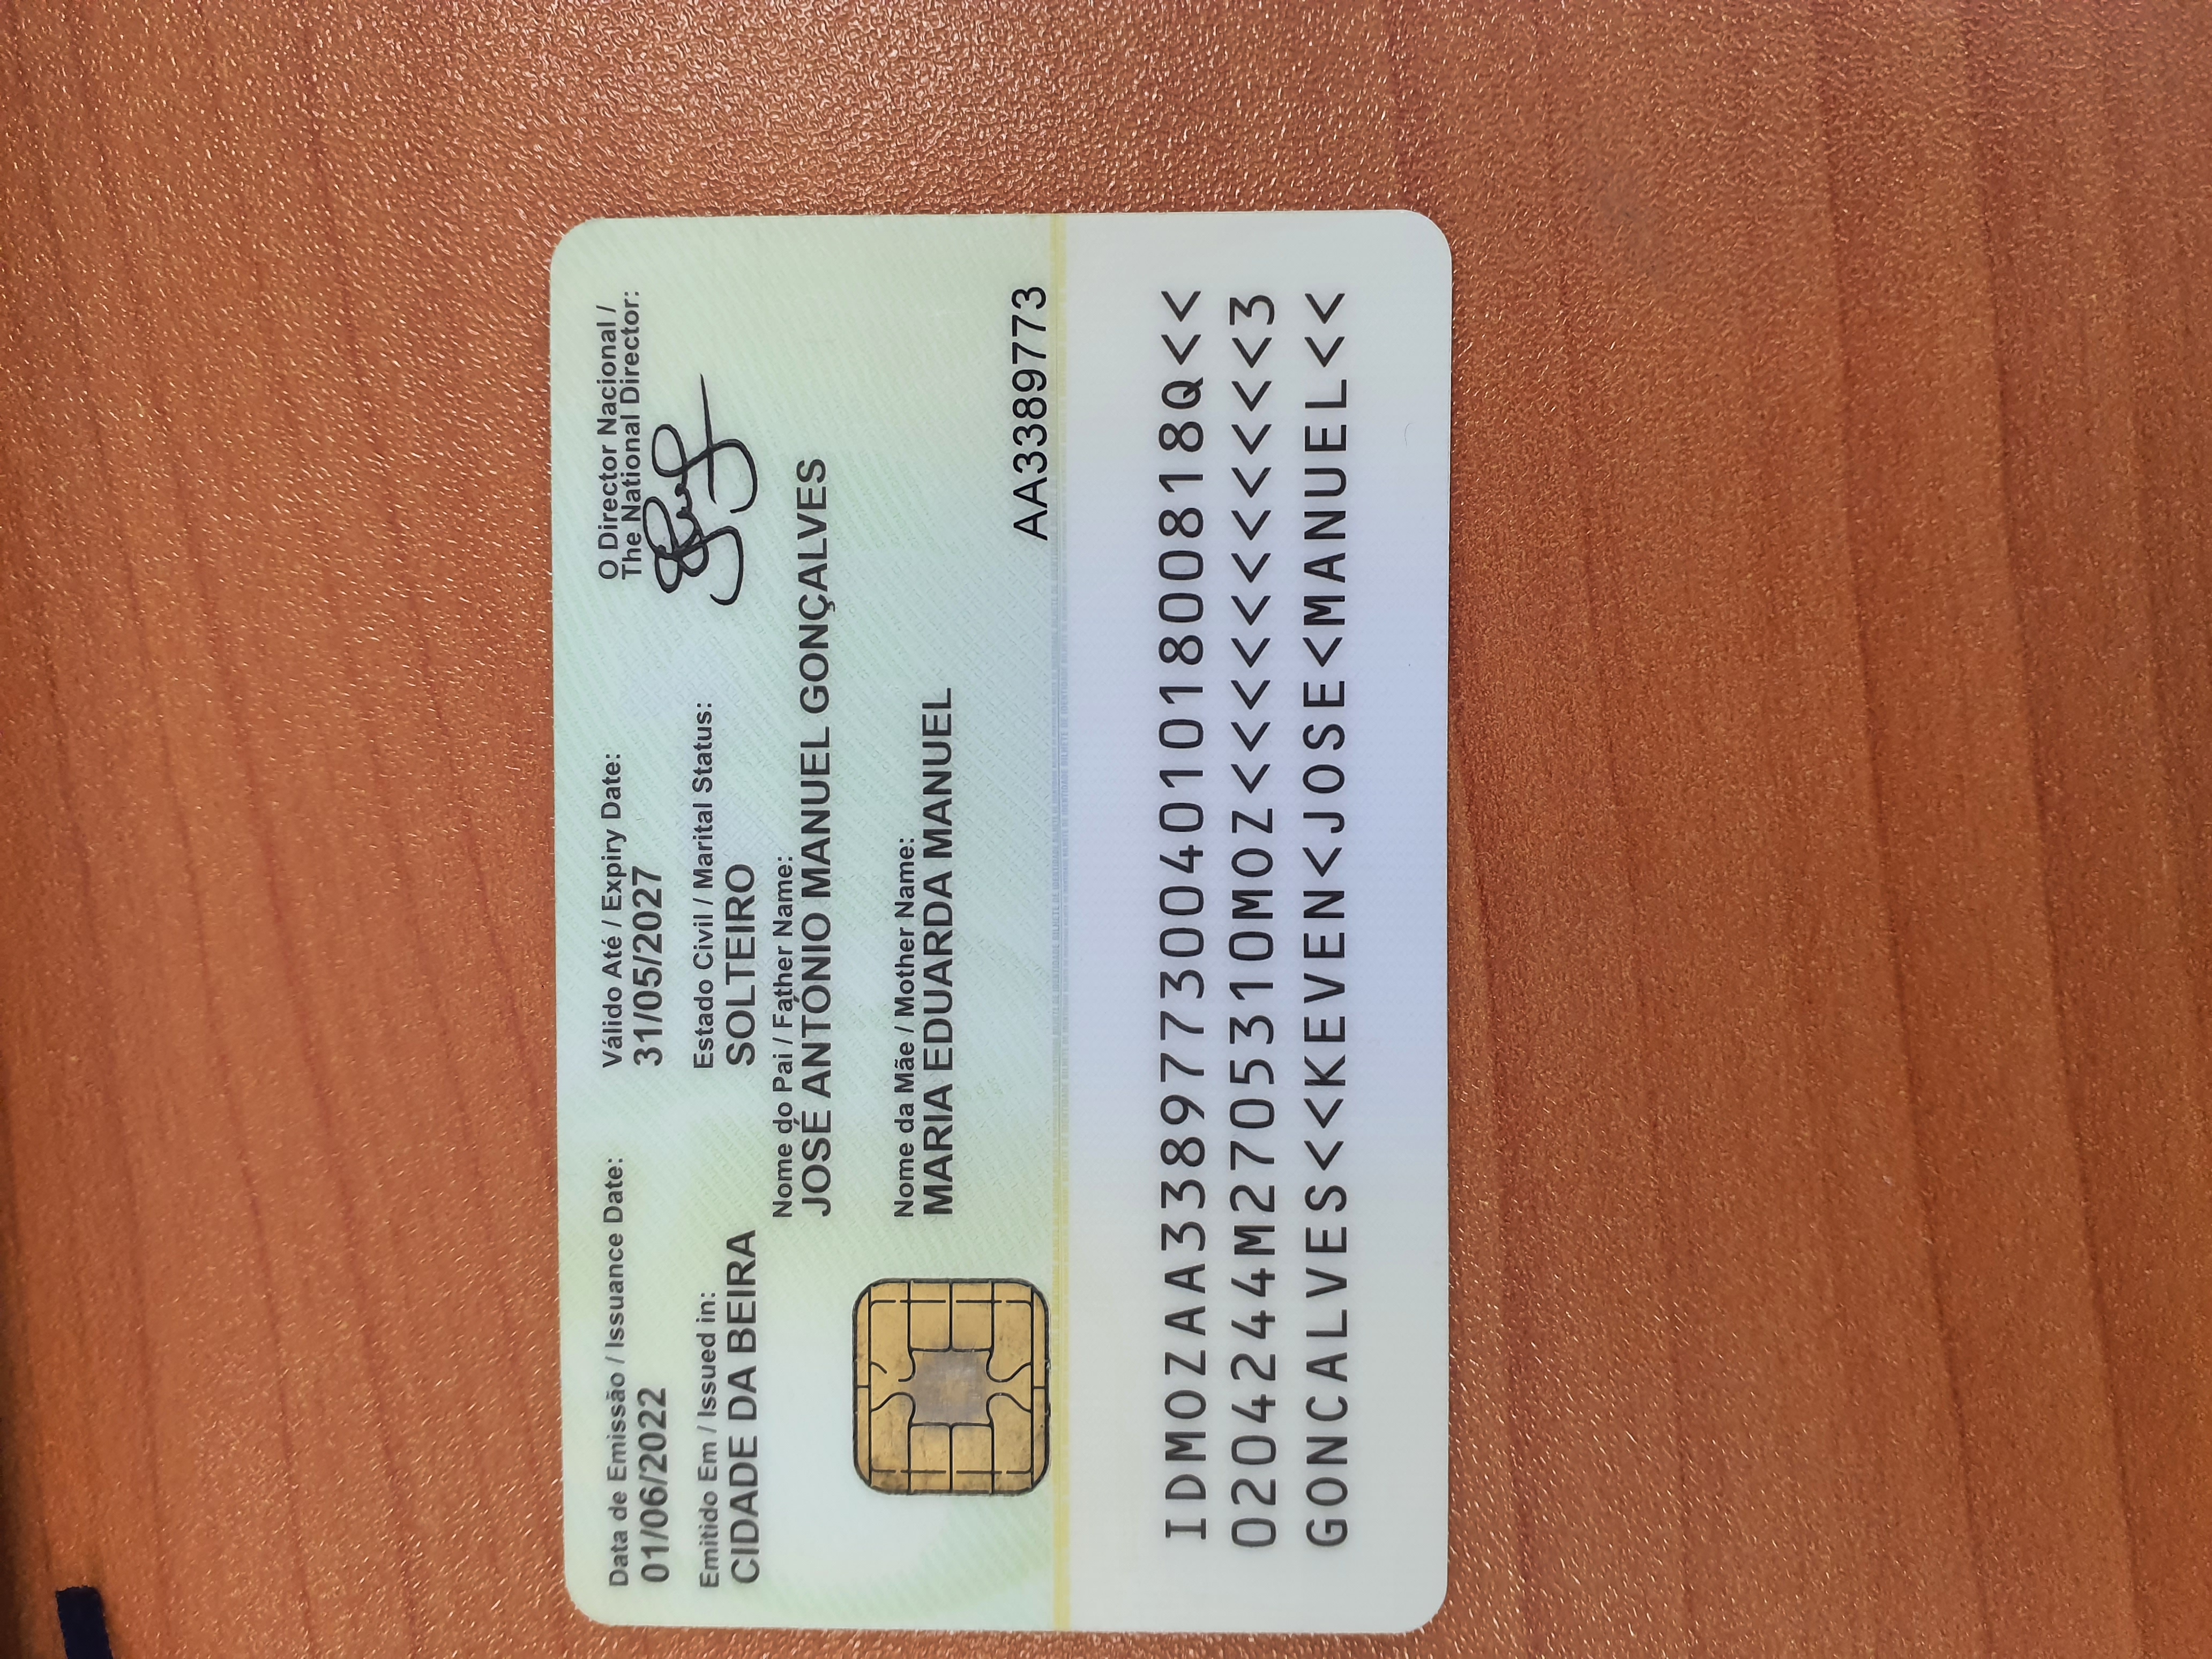 Data de Emissão / Issuance Date:
01/06/2022
Válido Até / Expiry Date:
31/05/2027
O Director Nacional /
The National Director:
Emitido Em / Issued in:
CIDADE DA BEIRA
Estado Civil / Marital Status:
SOLTEIRO
Nome do Pai / Father Name:
JOSÉ ANTÓNIO MANUEL GONÇALVES
Nome da Mãe / Mother Name:
MARIA EDUARDA MANUEL
AA3389773
IDMOZAA3389773004010101800818Q<<
0204244M2705310MOZ<<<<<<<<<<<3
GONCALVES<<KEVEN<JOSE<MANUEL<<